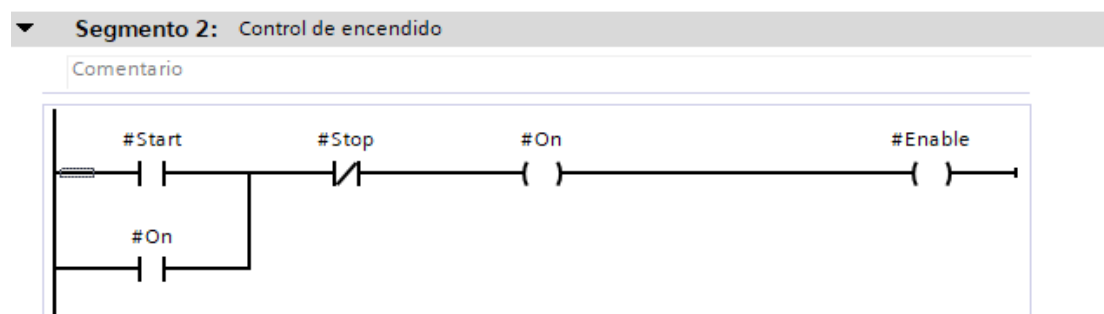 Segmento 2: Control de encendido
Comentario
#Start #Stop #On #Enable
#On